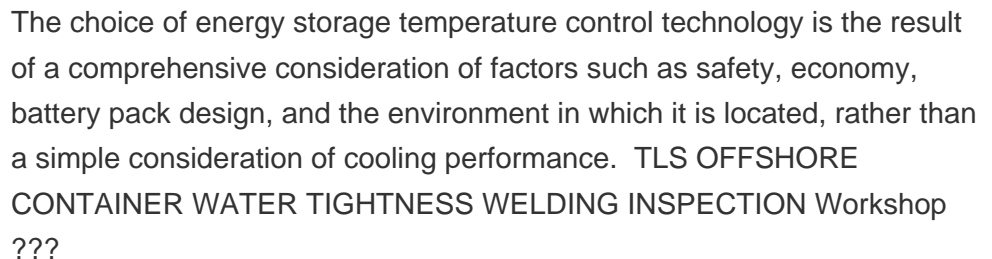 The choice of energy storage temperature control technology is the result
of a comprehensive consideration of factors such as safety, economy,
battery pack design, and the environment in which it is located, rather than
a simple consideration of cooling performance.  TLS OFFSHORE
CONTAINER WATER TIGHTNESS WELDING INSPECTION Workshop
???